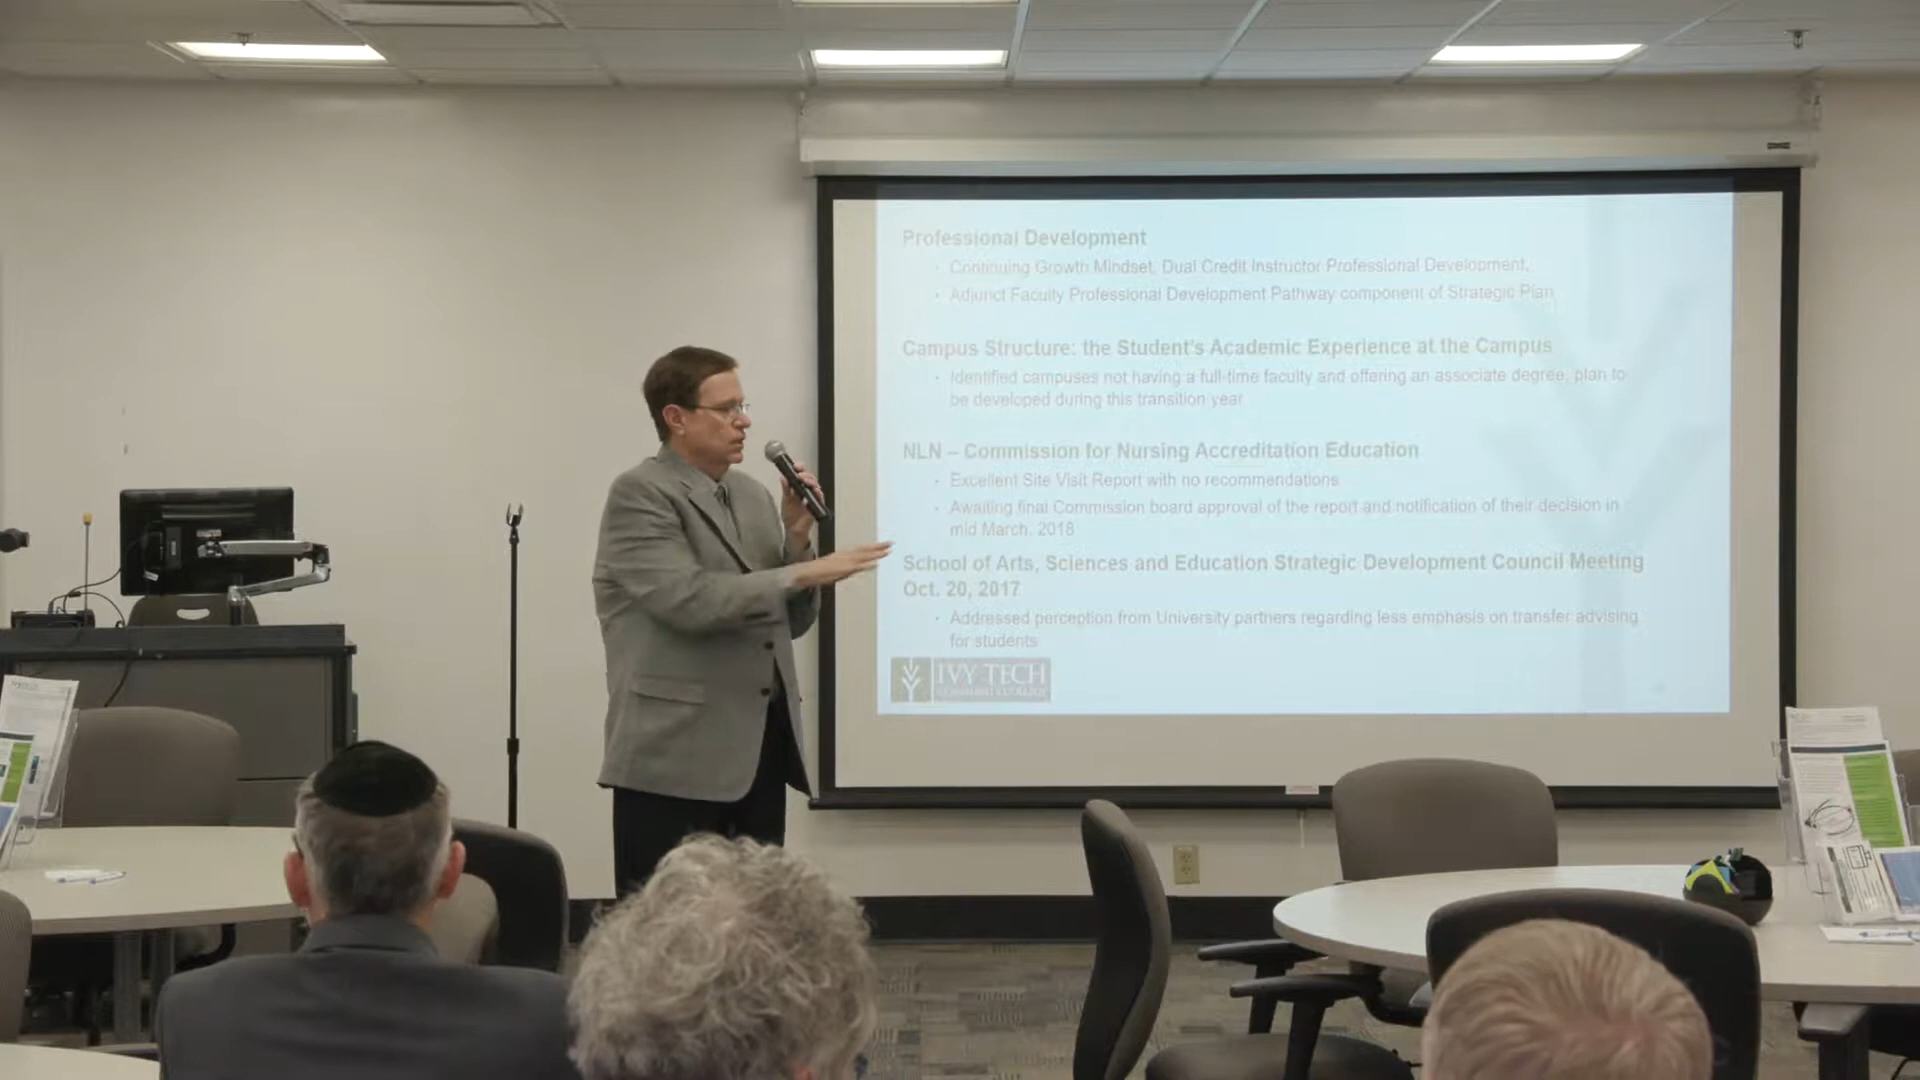 Professional Development
· Continuing Growth Mindset, Dual Credit Instructor Professional Development,
· Adjunct Faculty Professional Development Pathway component of Strategic Plan
Campus Structure: the Student's Academic Experience at the Campus
· Identified campuses not having a full-time faculty and offering an associate degree, plan to
be developed during this transition year
NLN – Commission for Nursing Accreditation Education
· Excellent Site Visit Report with no recommendations
· Awaiting final Commission board approval of the report and notification of their decision in
mid March, 2018
School of Arts, Sciences and Education Strategic Development Council Meeting
Oct. 20, 2017
· Addressed perception from University partners regarding less emphasis on transfer advising
for students
IVY TECH
COMMUNITY COLLEGE